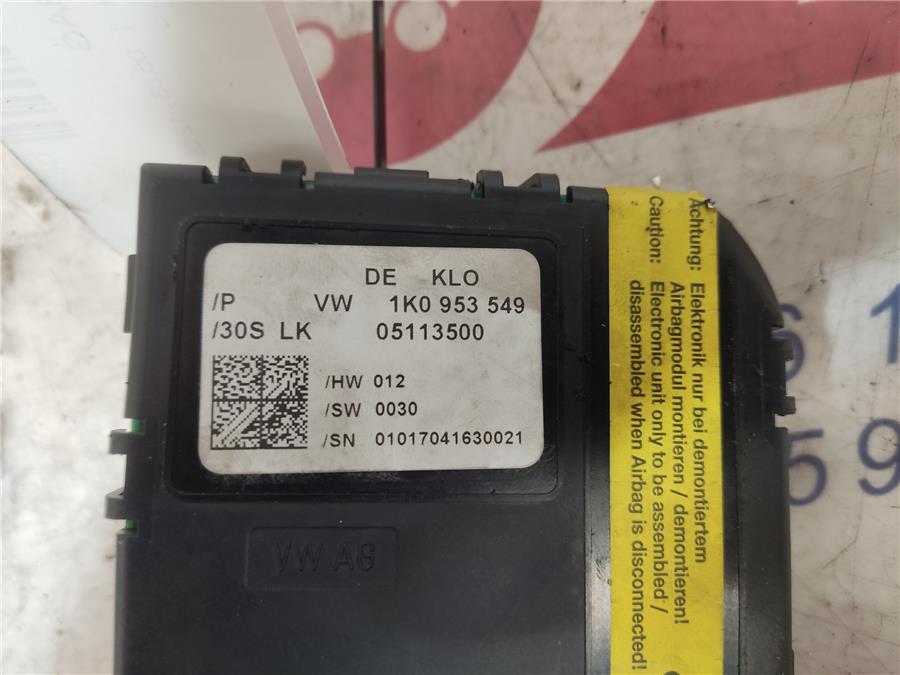 DE KLO
/P VW 1K0 953 549
/30S LK 05113500
/HW 012
/SW 0030
/SN 01017041630021
VW AG
Achtung: Elektronik nur bei demontiertem
Airbagmodul montieren / demontieren!
Caution: Electronic unit only to be assembled /
disassembled when Airbag is disconnected!